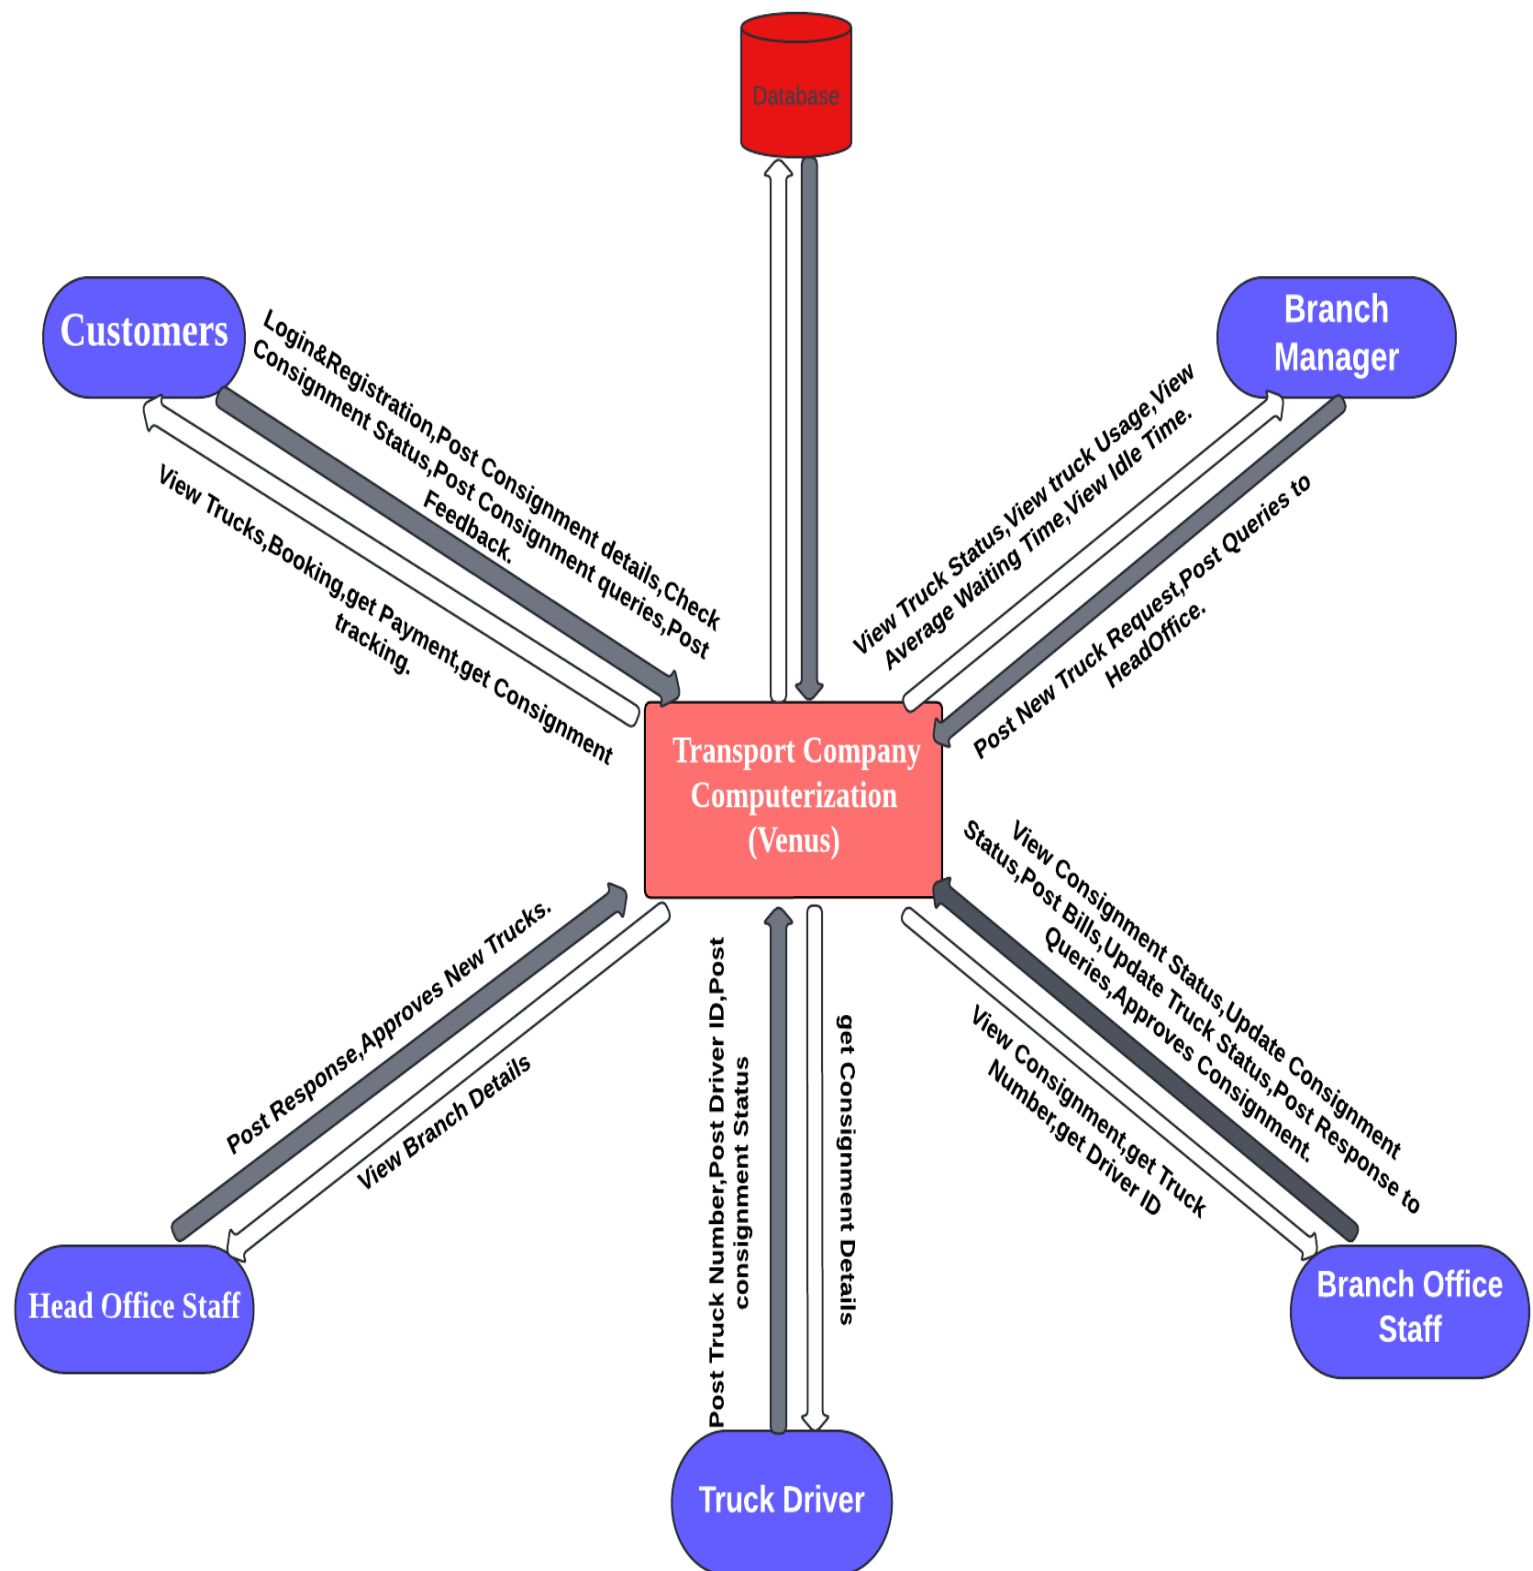 Database
Customers
Login&Registration,Post Consignment details,Check
Consignment Status,Post Consignment queries,Post
Feedback.
View Trucks,Booking,get Payment,get Consignment
tracking.
Branch
Manager
View Truck Status,View truck Usage,View
Average Waiting Time,View Idle Time.
Post New Truck Request,Post Queries to
HeadOffice.
Transport Company
Computerization
(Venus)
Post Response,Approves New Trucks.
View Branch Details
Head Office Staff
Post Truck Number,Post Driver ID,Post
consignment Status
get Consignment Details
Truck Driver
View Consignment Status,Update Consignment
Status,Post Bills,Update Truck Status,Post Response to
Queries,Approves Consignment.
View Consignment,get Truck
Number,get Driver ID
Branch Office
Staff